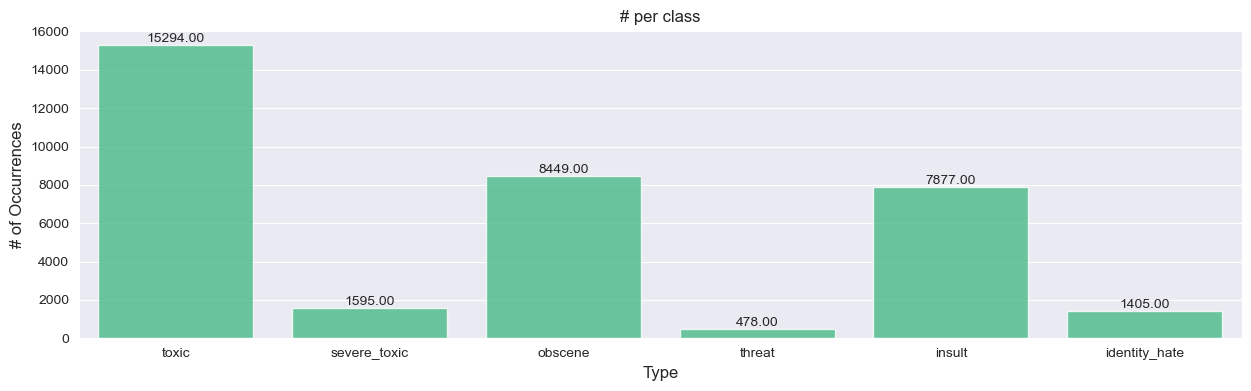 # per class
# of Occurrences
16000
14000
12000
10000
8000
6000
4000
2000
0
15294.00
1595.00
8449.00
478.00
7877.00
1405.00
toxic
severe_toxic
obscene
threat
insult
identity_hate
Type